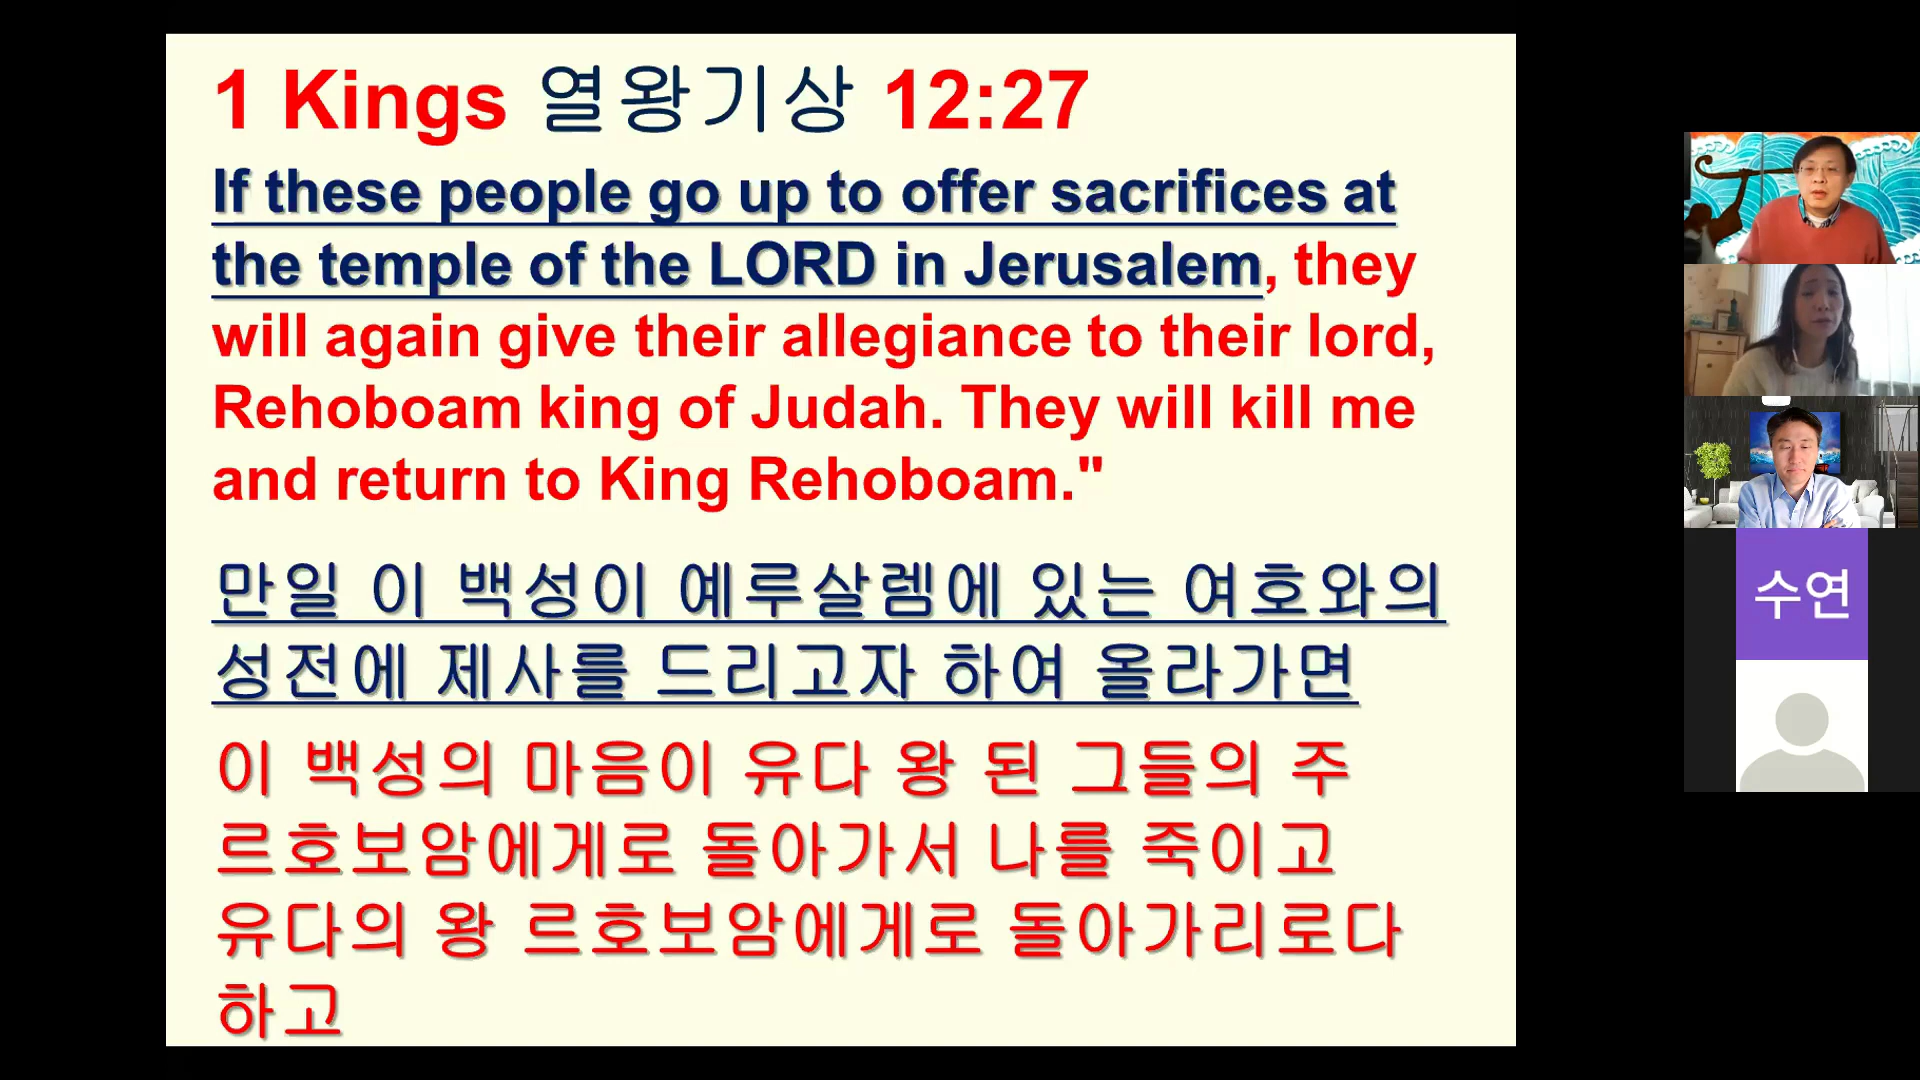 1 Kings 열왕기상 12:27
If these people go up to offer sacrifices at
the temple of the LORD in Jerusalem, they
will again give their allegiance to their lord,
Rehoboam king of Judah. They will kill me
and return to King Rehoboam."
만일 이 백성이 예루살렘에 있는 여호와의
성전에 제사를 드리고자 하여 올라가면
이 백성의 마음이 유다 왕 된 그들의 주
르호보암에게로 돌아가서 나를 죽이고
유다의 왕 르호보암에게로 돌아가리로다
하고
수연